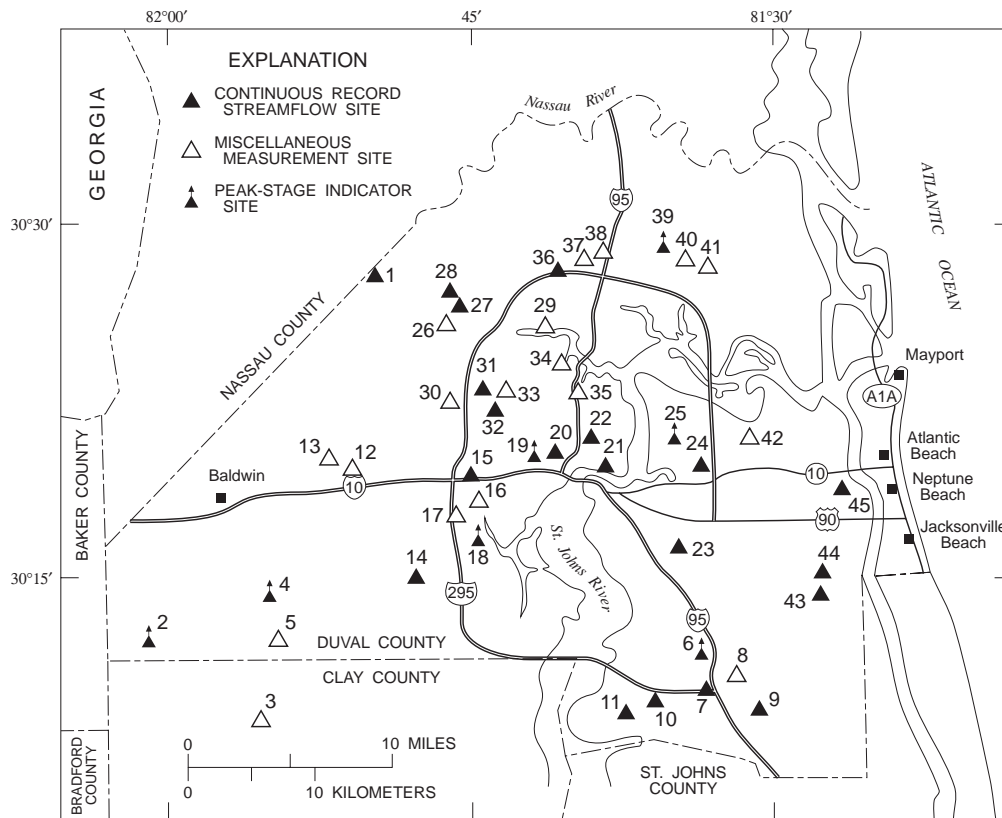 82°00'
45'
81°30'
EXPLANATION
CONTINUOUS RECORD
STREAMFLOW SITE
MISCELLANEOUS
MEASUREMENT SITE
PEAK-STAGE INDICATOR
SITE
GEORGIA
Nassau River
ATLANTIC OCEAN
95
30°30'
39
38
37
40
41
36
1
28
27
26
29
NASSAU COUNTY
34
Mayport
31
33
35
30
32
A1A
22
25
20
19
21
24
42
13
12
15
Atlantic
Beach
10
Baldwin
10
16
45
Neptune
Beach
BAKER COUNTY
17
90
18
St. Johns River
23
Jacksonville
Beach
44
30°15'
14
4
295
43
95
2
5
6
DUVAL COUNTY
8
CLAY COUNTY
3
7
9
11
10
0 10 MILES
0 10 KILOMETERS
BRADFORD
COUNTY
ST. JOHNS
COUNTY